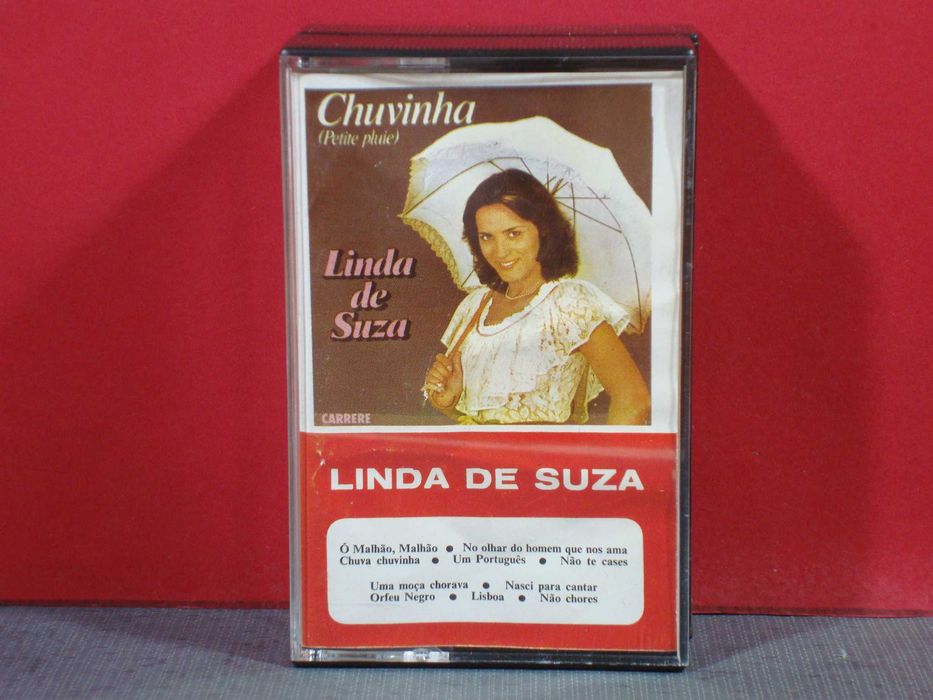 Chuvinha
(Petite pluie)
Linda
de
Suza
CARRERE
LINDA DE SUZA
Ó Malhão, Malhão ● No olhar do homem que nos ama
Chuva chuvinha ● Um Português ● Não te cases
Uma moça chorava ● Nasci para cantar
Orfeu Negro ● Lisboa ● Não chores